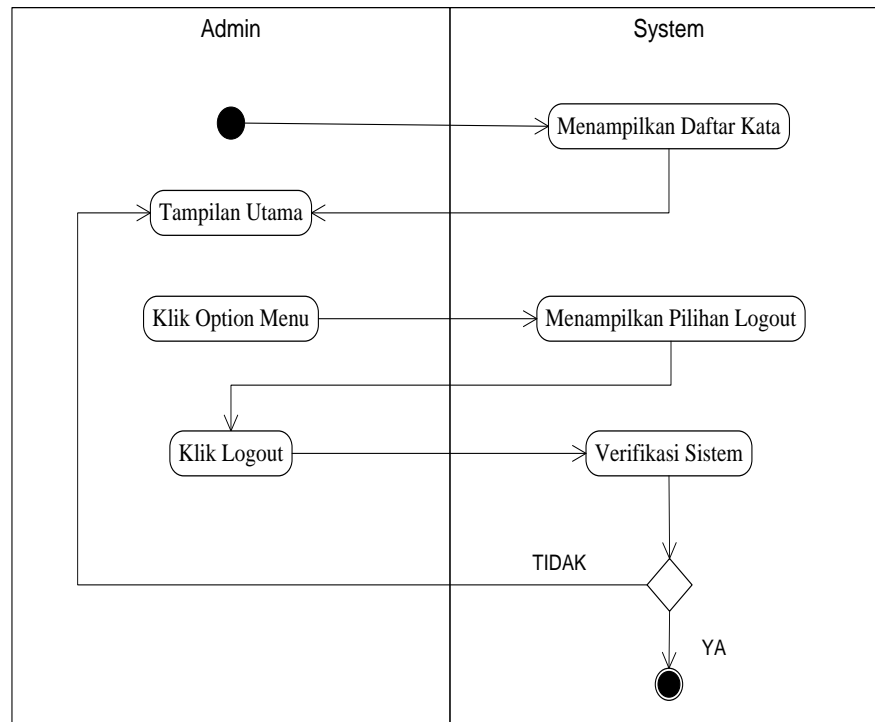 Admin
System
Menampilkan Daftar Kata
Tampilan Utama
Klik Option Menu
Menampilkan Pilihan Logout
Klik Logout
Verifikasi Sistem
TIDAK
YA